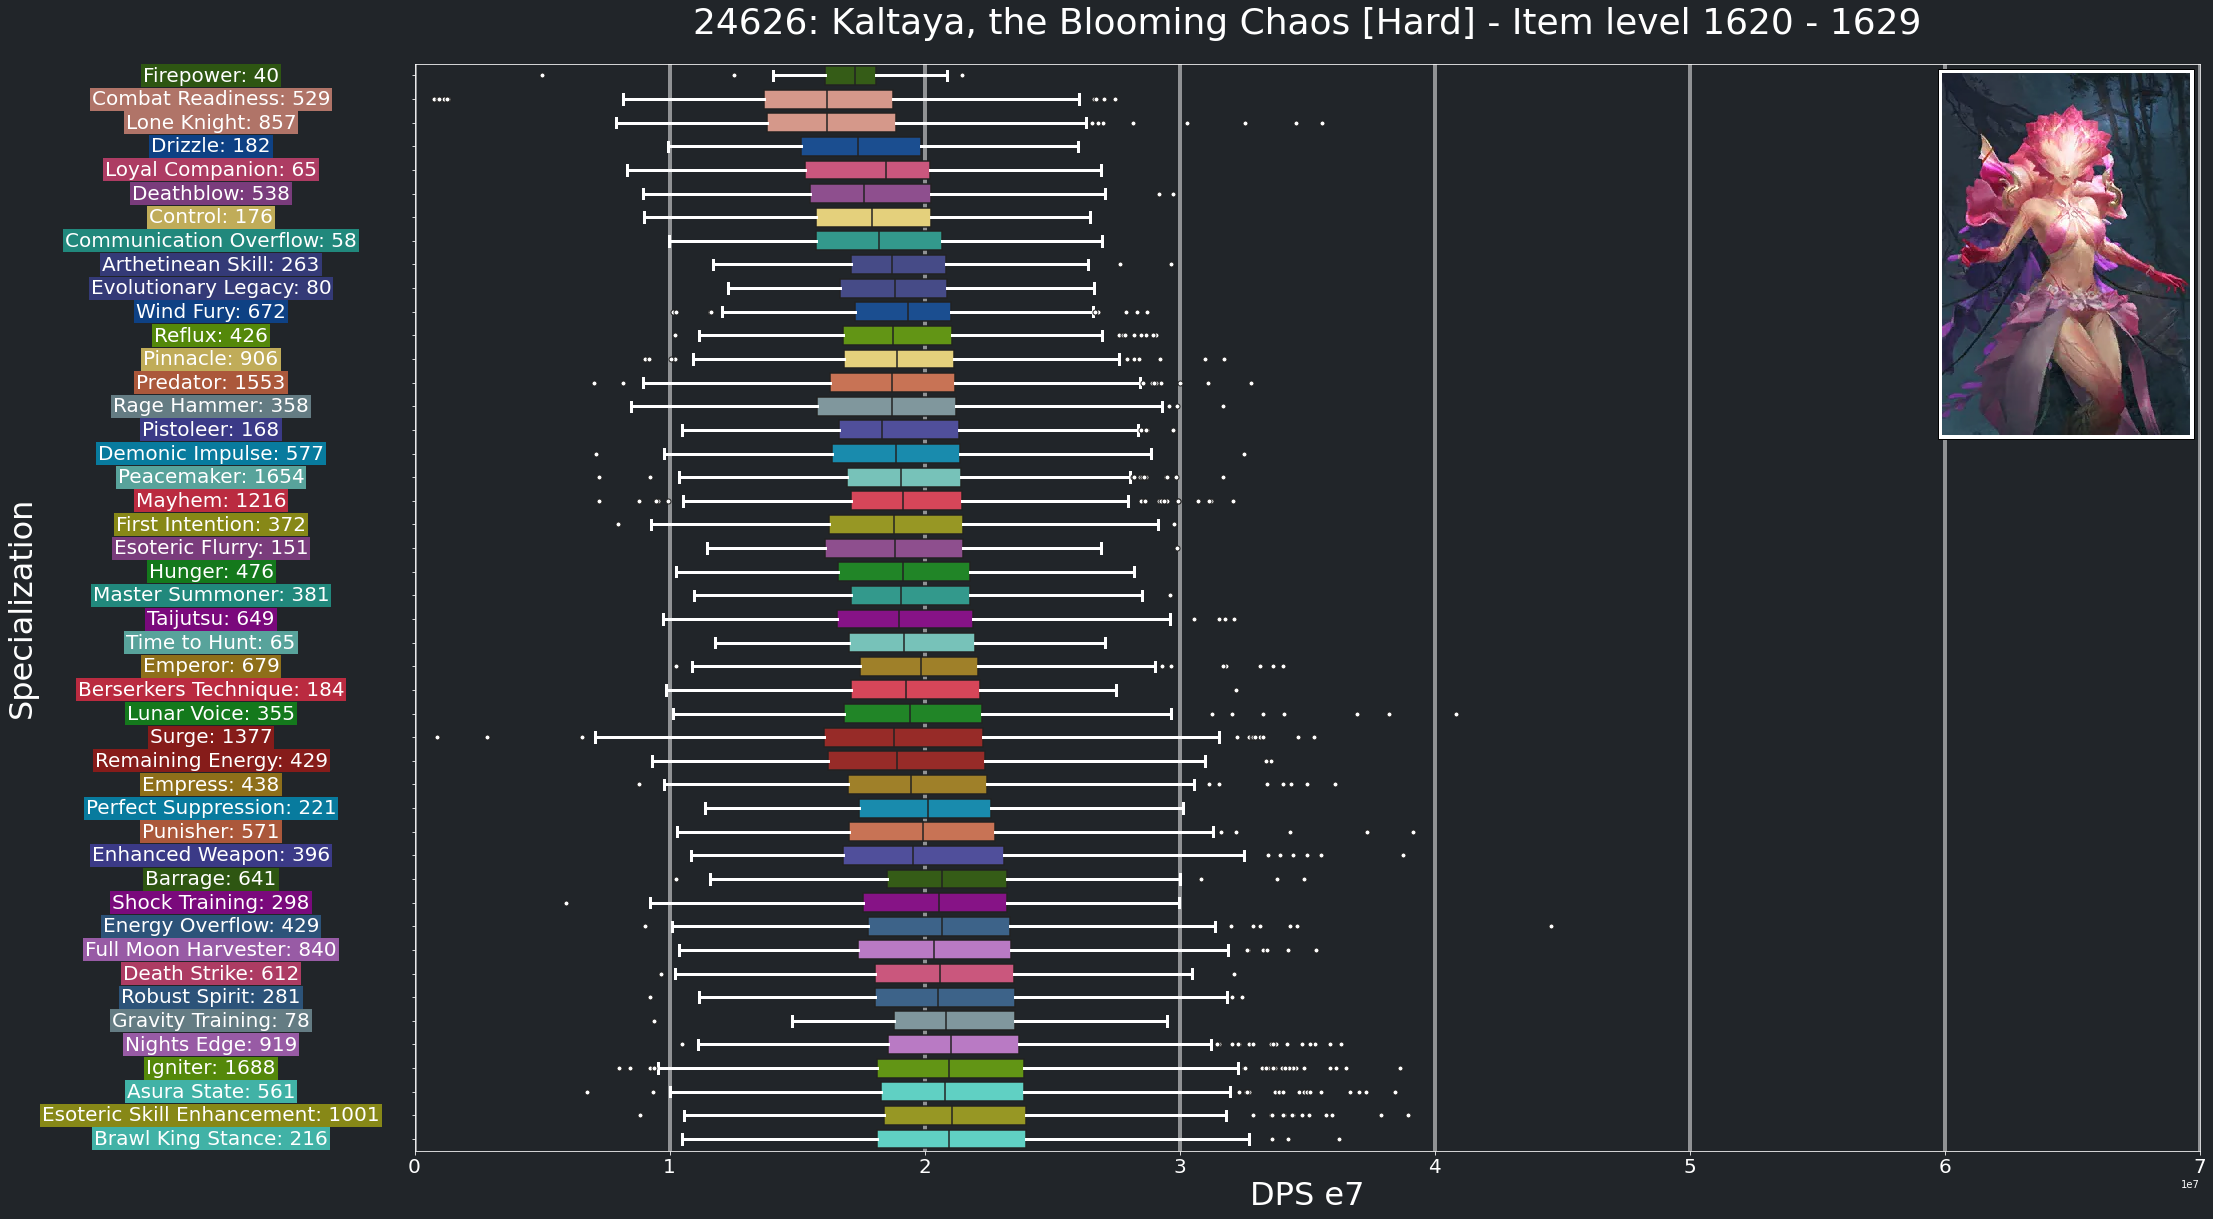 24626: Kaltaya, the Blooming Chaos [Hard] - Item level 1620 - 1629
Specialization
Firepower: 40
Combat Readiness: 529
Lone Knight: 857
Drizzle: 182
Loyal Companion: 65
Deathblow: 538
Control: 176
Communication Overflow: 58
Arthetinean Skill: 263
Evolutionary Legacy: 80
Wind Fury: 672
Reflux: 426
Pinnacle: 906
Predator: 1553
Rage Hammer: 358
Pistoleer: 168
Demonic Impulse: 577
Peacemaker: 1654
Mayhem: 1216
First Intention: 372
Esoteric Flurry: 151
Hunger: 476
Master Summoner: 381
Taijutsu: 649
Time to Hunt: 65
Emperor: 679
Berserkers Technique: 184
Lunar Voice: 355
Surge: 1377
Remaining Energy: 429
Empress: 438
Perfect Suppression: 221
Punisher: 571
Enhanced Weapon: 396
Barrage: 641
Shock Training: 298
Energy Overflow: 429
Full Moon Harvester: 840
Death Strike: 612
Robust Spirit: 281
Gravity Training: 78
Nights Edge: 919
Igniter: 1688
Asura State: 561
Esoteric Skill Enhancement: 1001
Brawl King Stance: 216
0 1 2 3 4 5 6 7
1e7
DPS e7